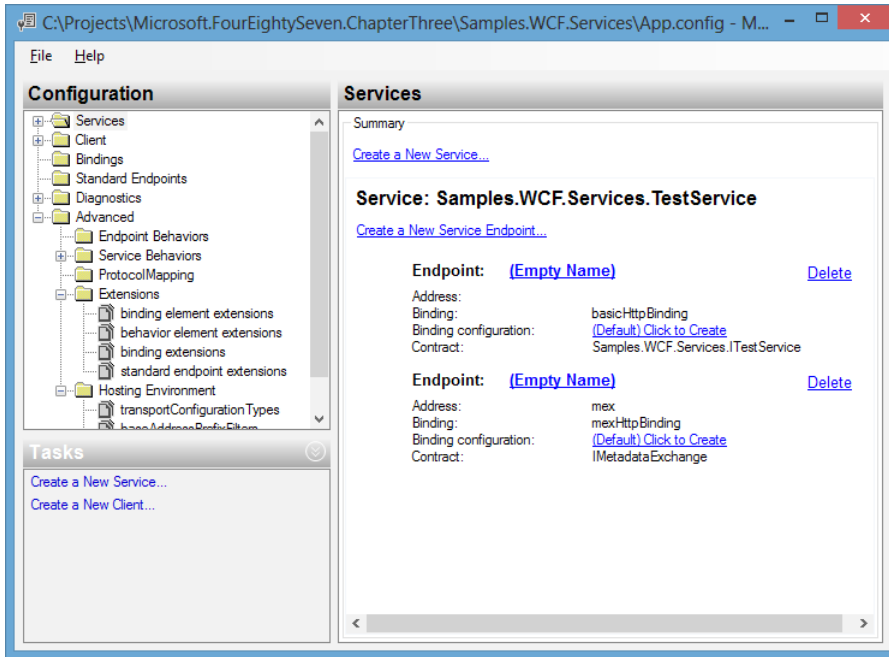 C:\Projects\Microsoft.FourEightySeven.ChapterThree\Samples.WCF.Services\App.config - M...
File Help
Configuration
Services
Client
Bindings
Standard Endpoints
Diagnostics
Advanced
Endpoint Behaviors
Service Behaviors
ProtocolMapping
Extensions
binding element extensions
behavior element extensions
binding extensions
standard endpoint extensions
Hosting Environment
transportConfigurationTypes
baseAddressPrefixFilters
Tasks
Create a New Service...
Create a New Client...
Services
Summary
Create a New Service...
Service: Samples.WCF.Services.TestService
Create a New Service Endpoint...
Endpoint: (Empty Name) Delete
Address:
Binding: basicHttpBinding
Binding configuration: (Default) Click to Create
Contract: Samples.WCF.Services.ITestService
Endpoint: (Empty Name) Delete
Address: mex
Binding: mexHttpBinding
Binding configuration: (Default) Click to Create
Contract: IMetadataExchange